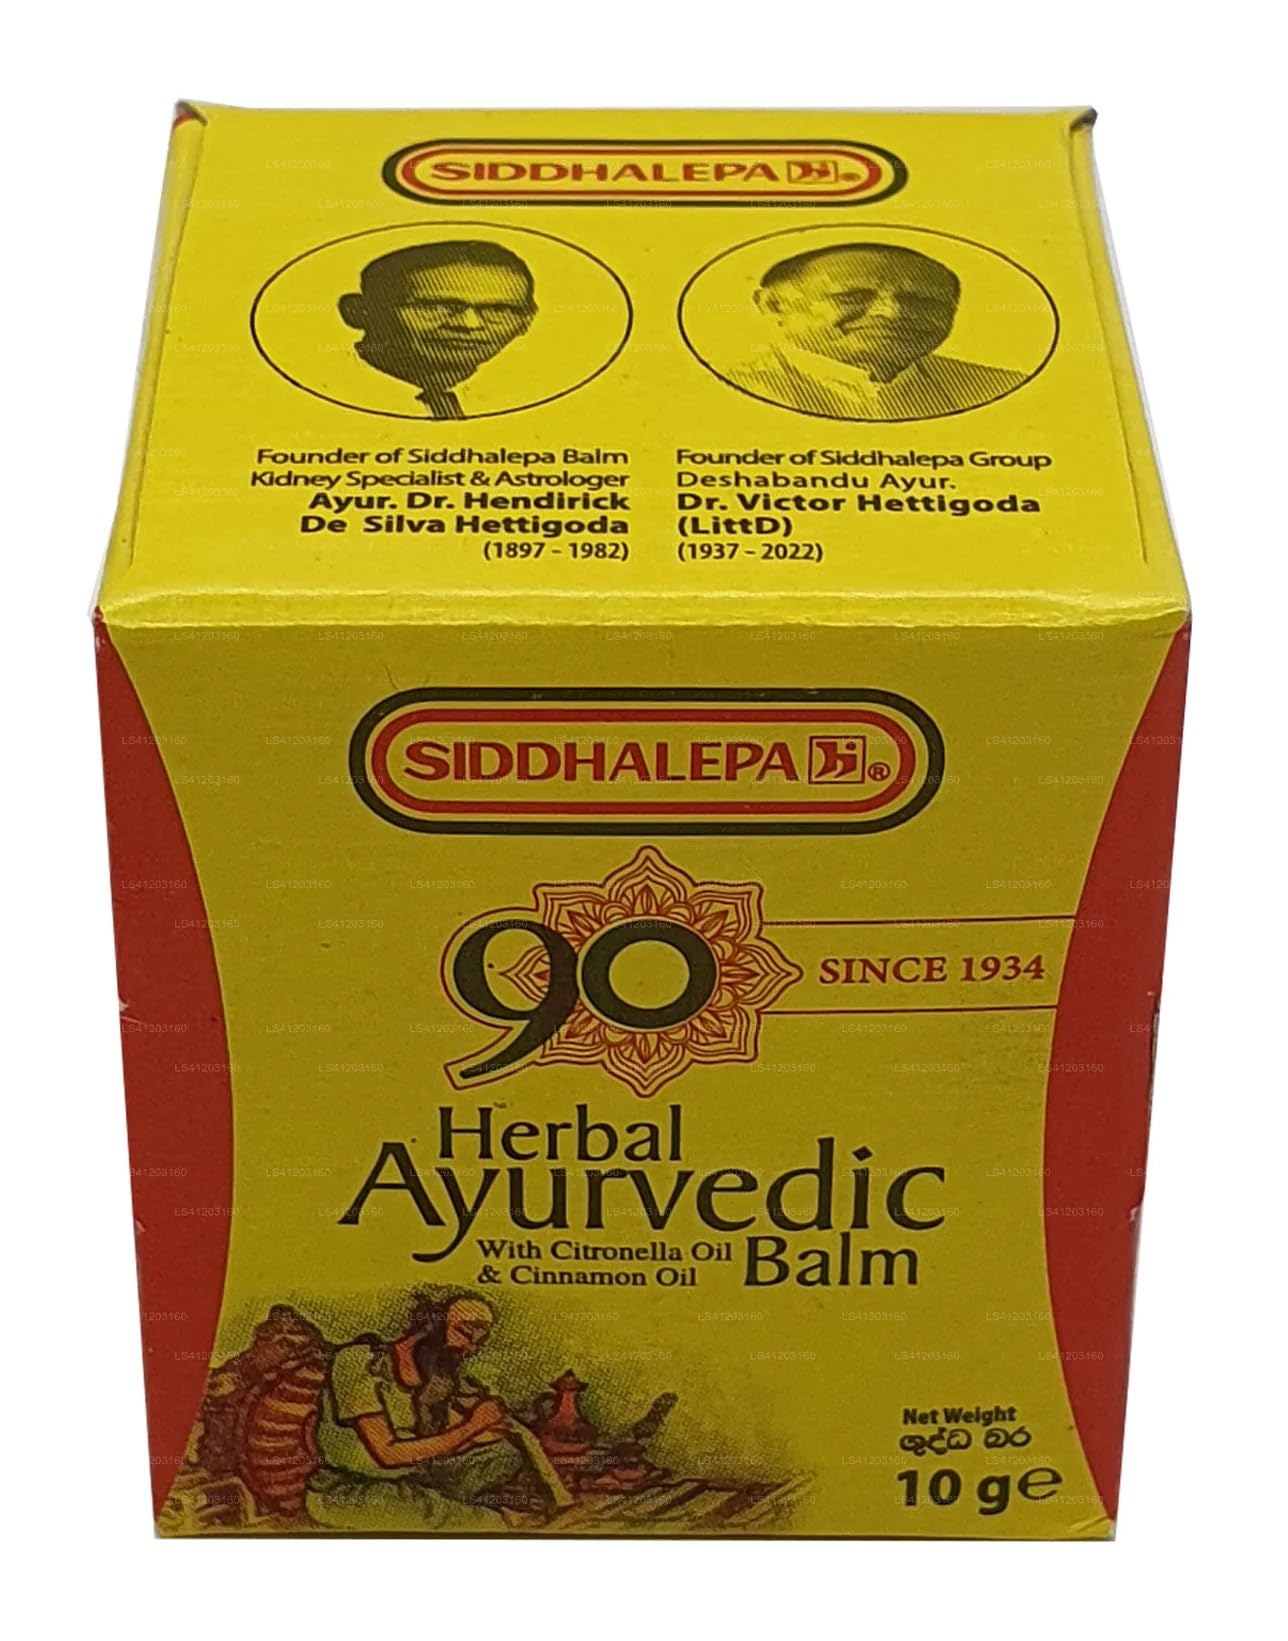 SIDDHALEPA ®
Founder of Siddhalepa Balm
Kidney Specialist & Astrologer
Ayur. Dr. Hendirick
De Silva Hettigoda
(1897 - 1982)
Founder of Siddhalepa Group
Deshabandu Ayur.
Dr. Victor Hettigoda
(LittD)
(1937 - 2022)
SIDDHALEPA ®
90
SINCE 1934
Herbal
Ayurvedic
With Citronella Oil
& Cinnamon Oil
Balm
Net Weight
ශුද්ධ බර
10 g℮
LS41203160